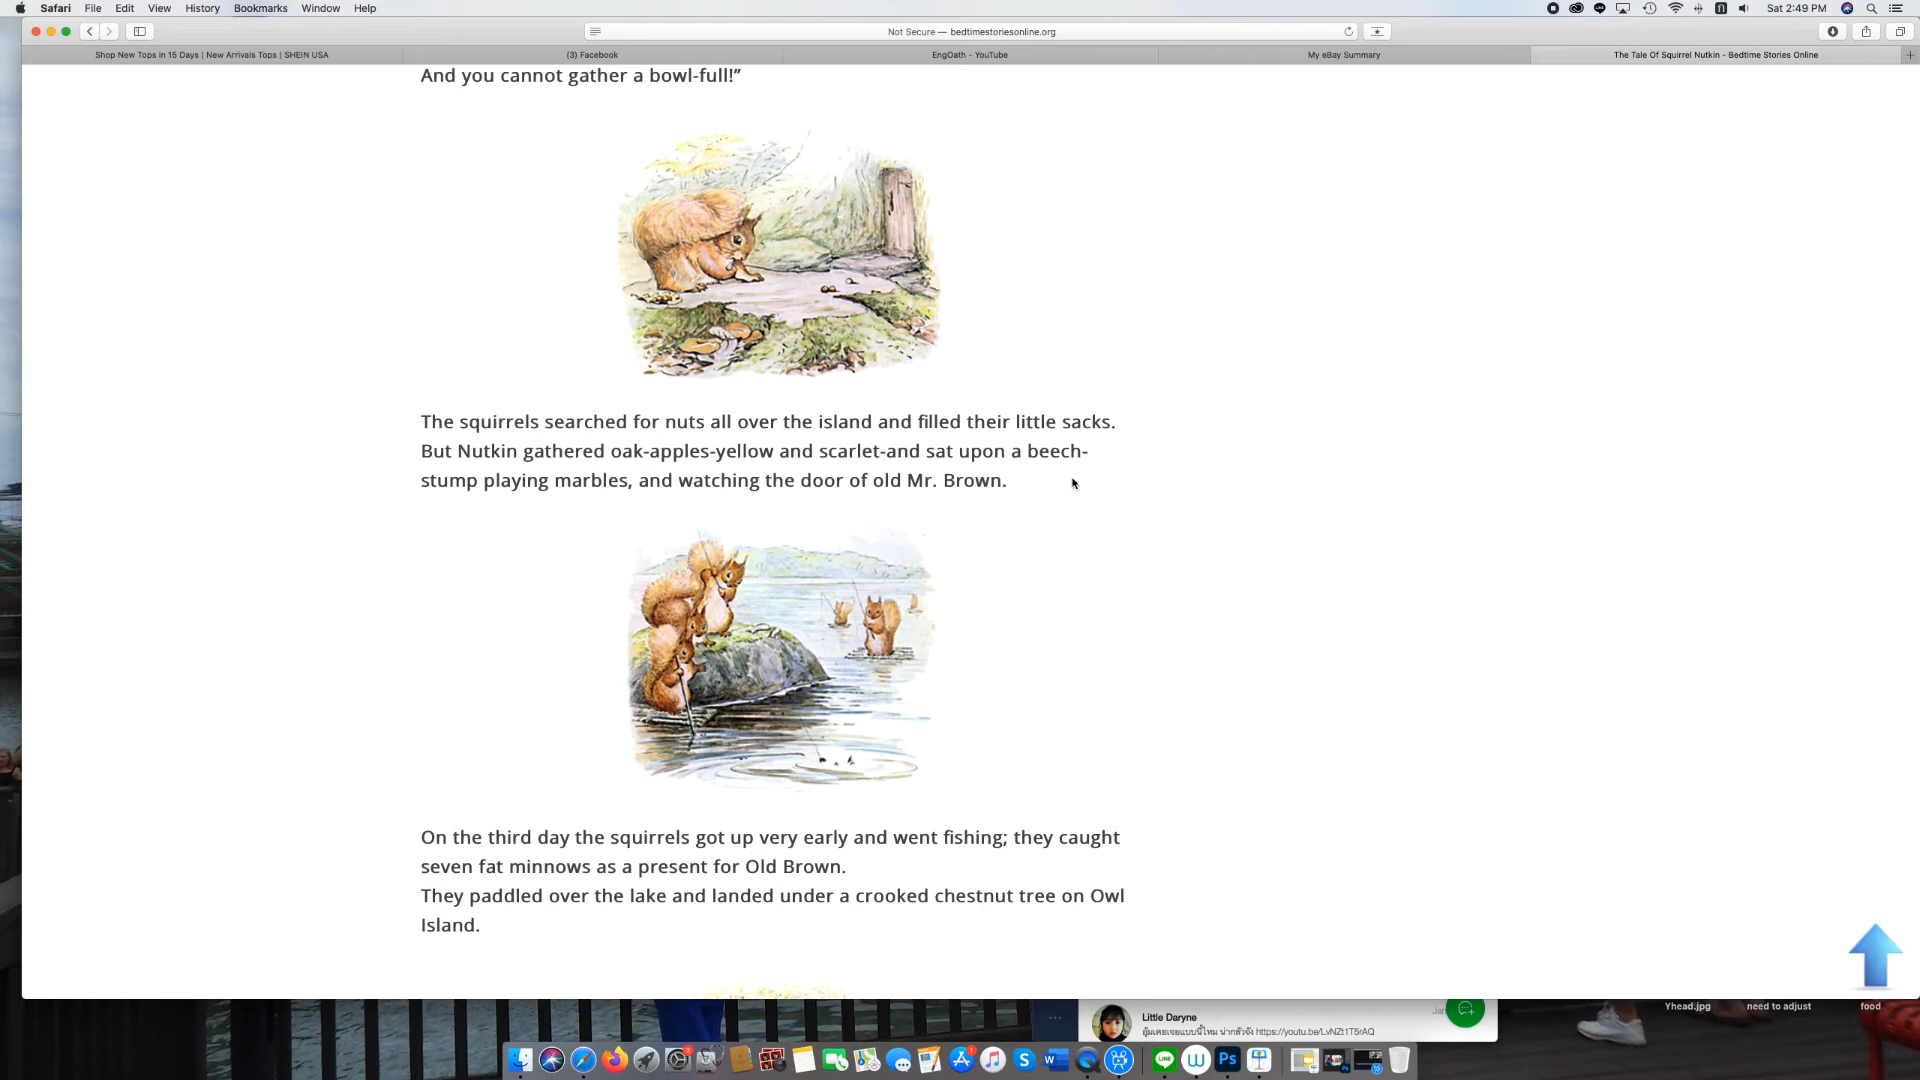 Safari File Edit View History Bookmarks Window Help
Sat 2:49 PM
Not Secure — bedtimestoriesonline.org
Shop New Tops in 15 Days | New Arrivals Tops | SHEIN USA
(3) Facebook
EngOath - YouTube
My eBay Summary
The Tale Of Squirrel Nutkin - Bedtime Stories Online
And you cannot gather a bowl-full!”
The squirrels searched for nuts all over the island and filled their little sacks.
But Nutkin gathered oak-apples-yellow and scarlet-and sat upon a beech-
stump playing marbles, and watching the door of old Mr. Brown.
On the third day the squirrels got up very early and went fishing; they caught
seven fat minnows as a present for Old Brown.
They paddled over the lake and landed under a crooked chestnut tree on Owl
Island.
Yhead.jpg
need to adjust
food
Little Daryne